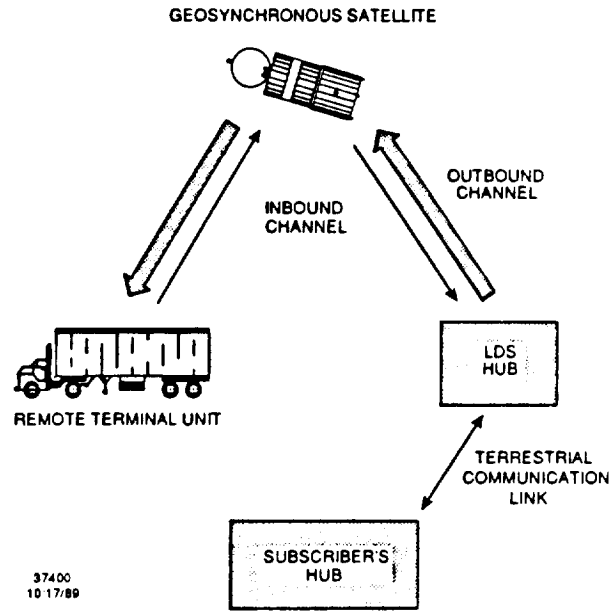 GEOSYNCHRONOUS SATELLITE
OUTBOUND
CHANNEL
INBOUND
CHANNEL
LDS
HUB
REMOTE TERMINAL UNIT
TERRESTRIAL
COMMUNICATION
LINK
SUBSCRIBER'S
HUB
37400
10/17/89